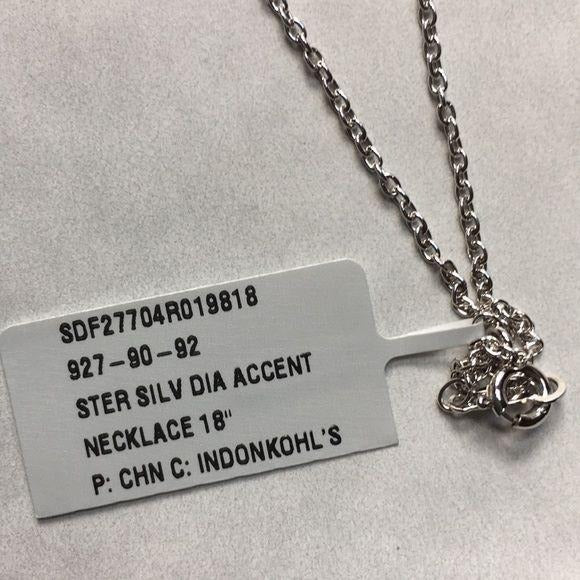 SDF27704R019818
927-90-92
STER SILV DIA ACCENT
NECKLACE 18"
P: CHN C: INDONKOHL'S